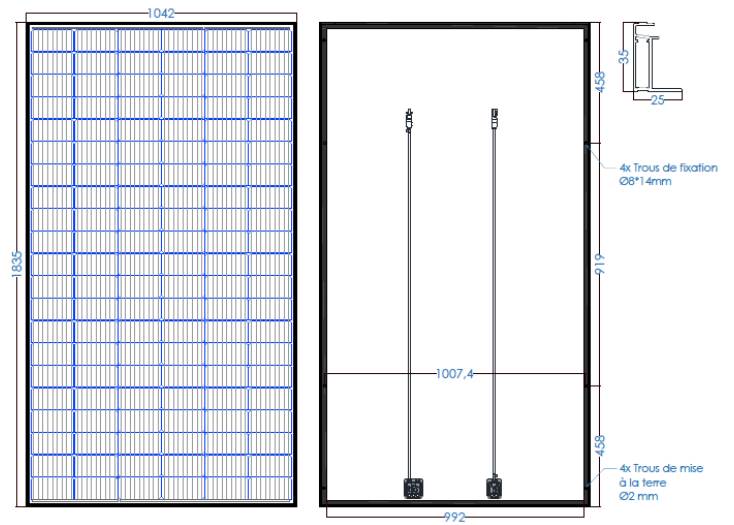 1042
1835
458
919
458
1007,4
992
35
25
4x Trous de fixation
Ø8*14mm
4x Trous de mise
à la terre
Ø2 mm